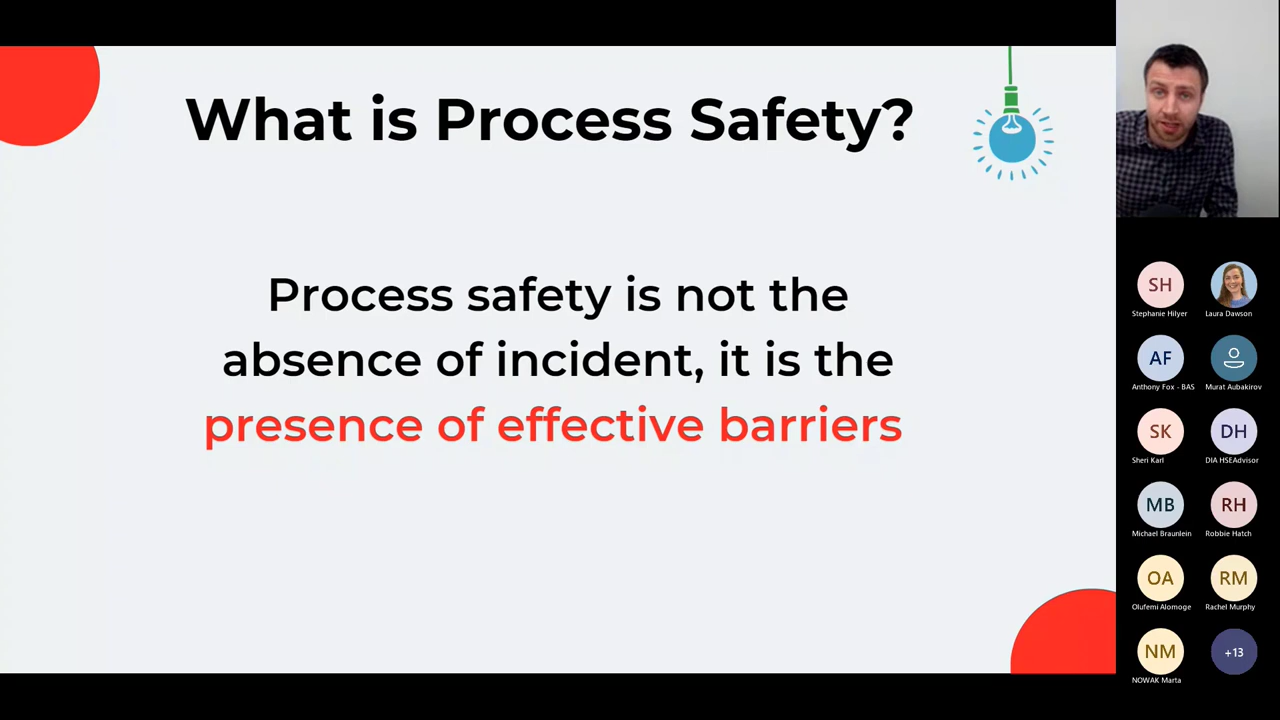 What is Process Safety?
Process safety is not the
absence of incident, it is the
presence of effective barriers
SH
Stephanie Hilyer
Laura Dawson
AF
Anthony Fox - BAS
Murat Aubakirov
SK
Sheri Karl
DH
DIA HSEAdvisor
MB
Michael Braunlein
RH
Robbie Hatch
OA
Olufemi Alomoge
RM
Rachel Murphy
NM
NOWAK Marta
+13